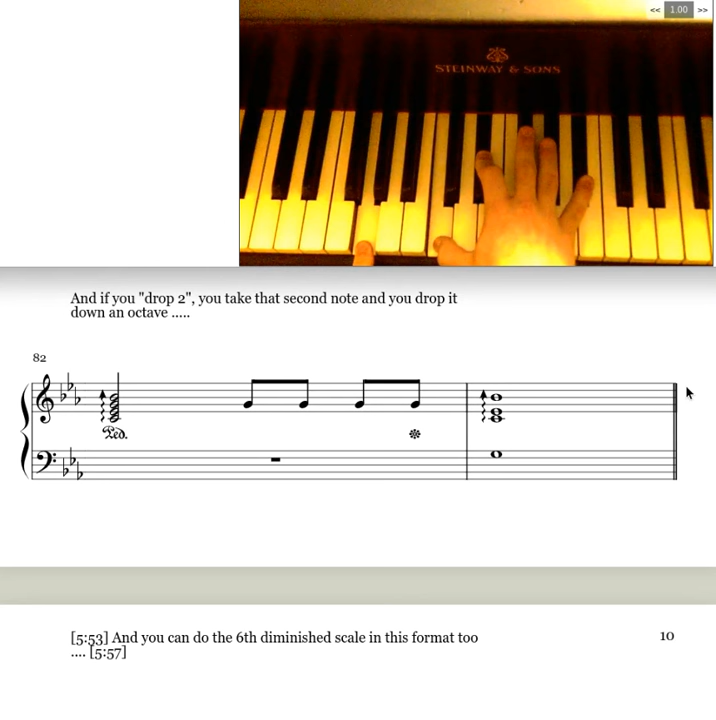 << 1.00 >>
STEINWAY & SONS
And if you "drop 2", you take that second note and you drop it
down an octave .....
82
Ped.
[5:53] And you can do the 6th diminished scale in this format too
10
.... [5:57]